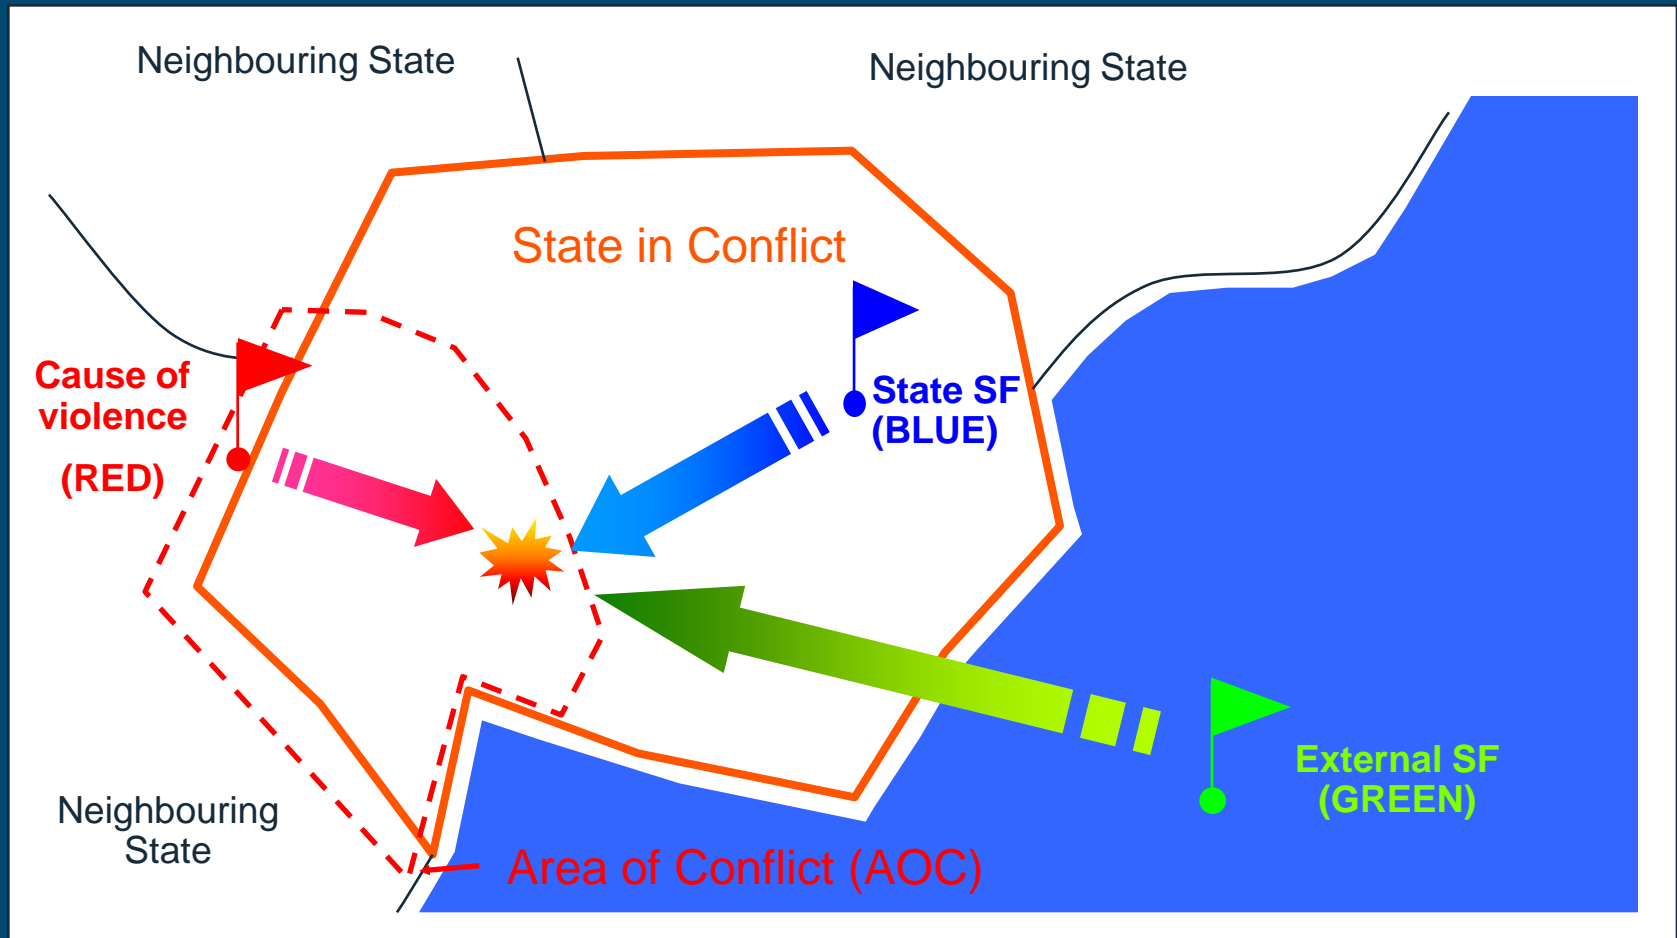 Neighbouring State
Neighbouring State
State in Conflict
Cause of
violence
(RED)
State SF
(BLUE)
External SF
(GREEN)
Neighbouring
State
Area of Conflict (AOC)